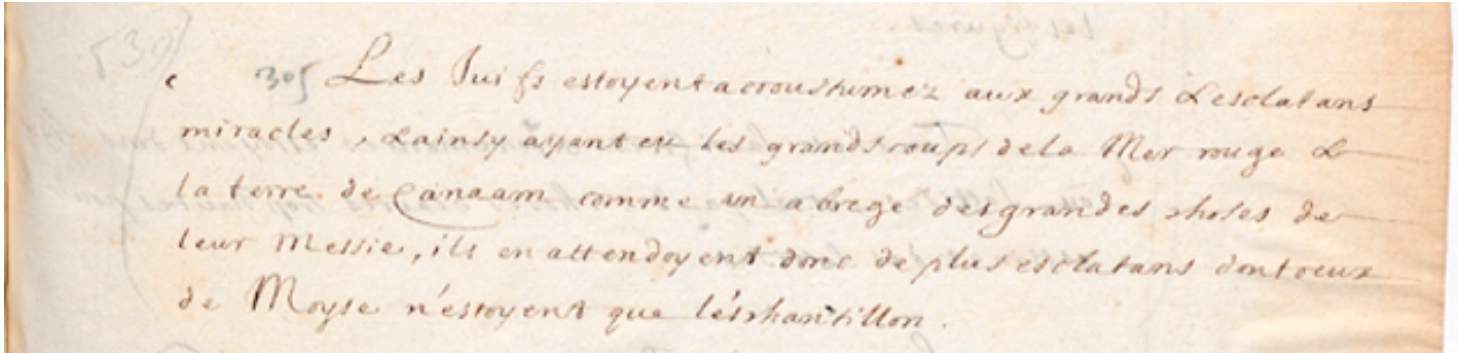 305 Les Juifs estoyent acoustumez aux grands & esclatans
miracles, & ainsy ayant eu les grands coups de la Mer rouge &
la terre de Canaam comme un abregé des grandes choses de
leur Messie, ils en attendoyent donc de plus esclatans dont ceux
de Moyse n'estoyent que l'eschantillon.